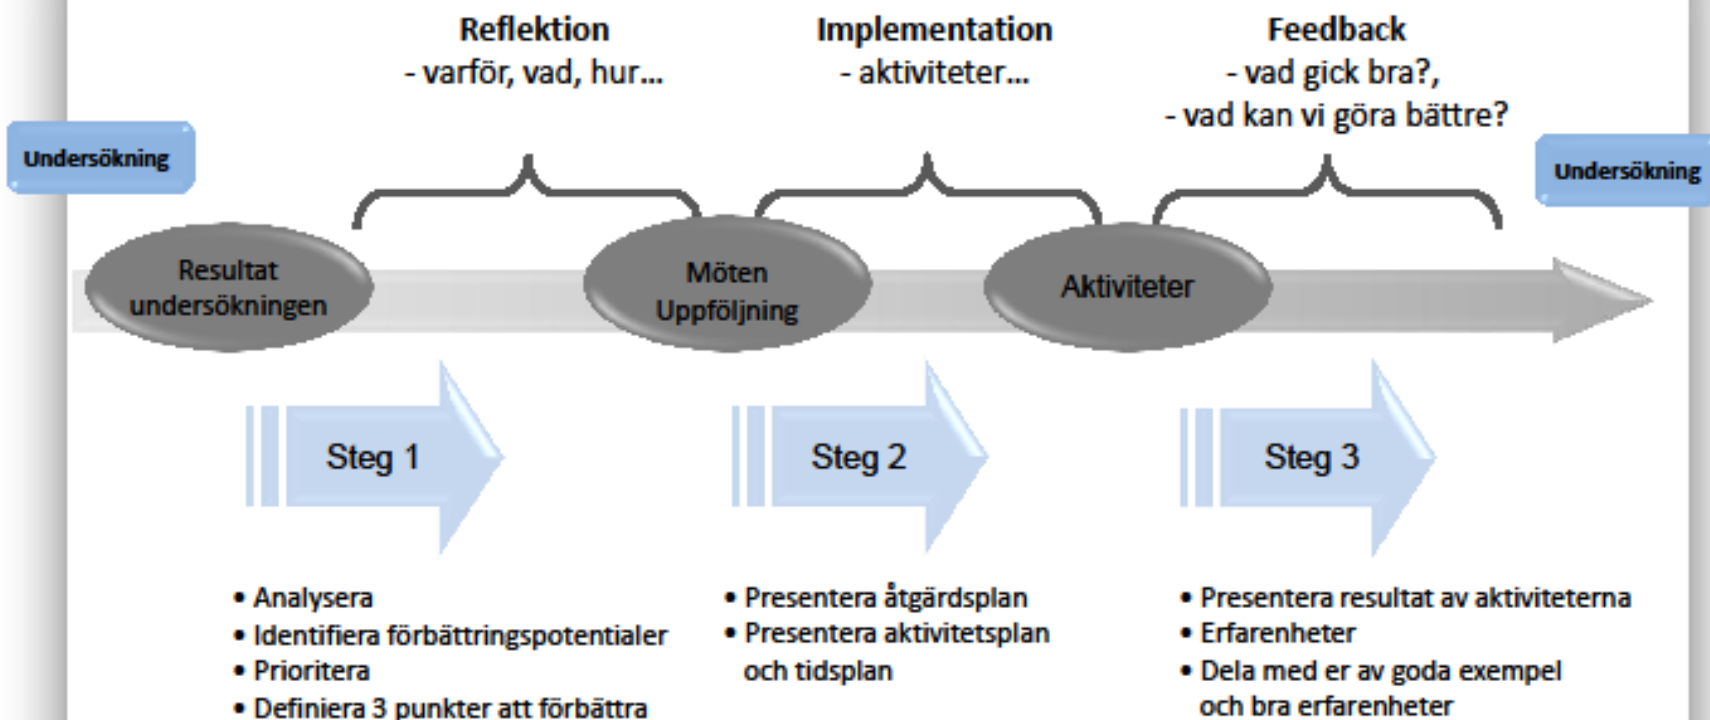 Reflektion
- varför, vad, hur...
Implementation
- aktiviteter...
Feedback
- vad gick bra?,
- vad kan vi göra bättre?
Undersökning
Undersökning
Resultat
undersökningen
Möten
Uppföljning
Aktiviteter
Steg 1
Steg 2
Steg 3
• Analysera
• Identifiera förbättringspotentialer
• Prioritera
• Definiera 3 punkter att förbättra
• Presentera åtgärdsplan
• Presentera aktivitetsplan
och tidsplan
• Presentera resultat av aktiviteterna
• Erfarenheter
• Dela med er av goda exempel
och bra erfarenheter